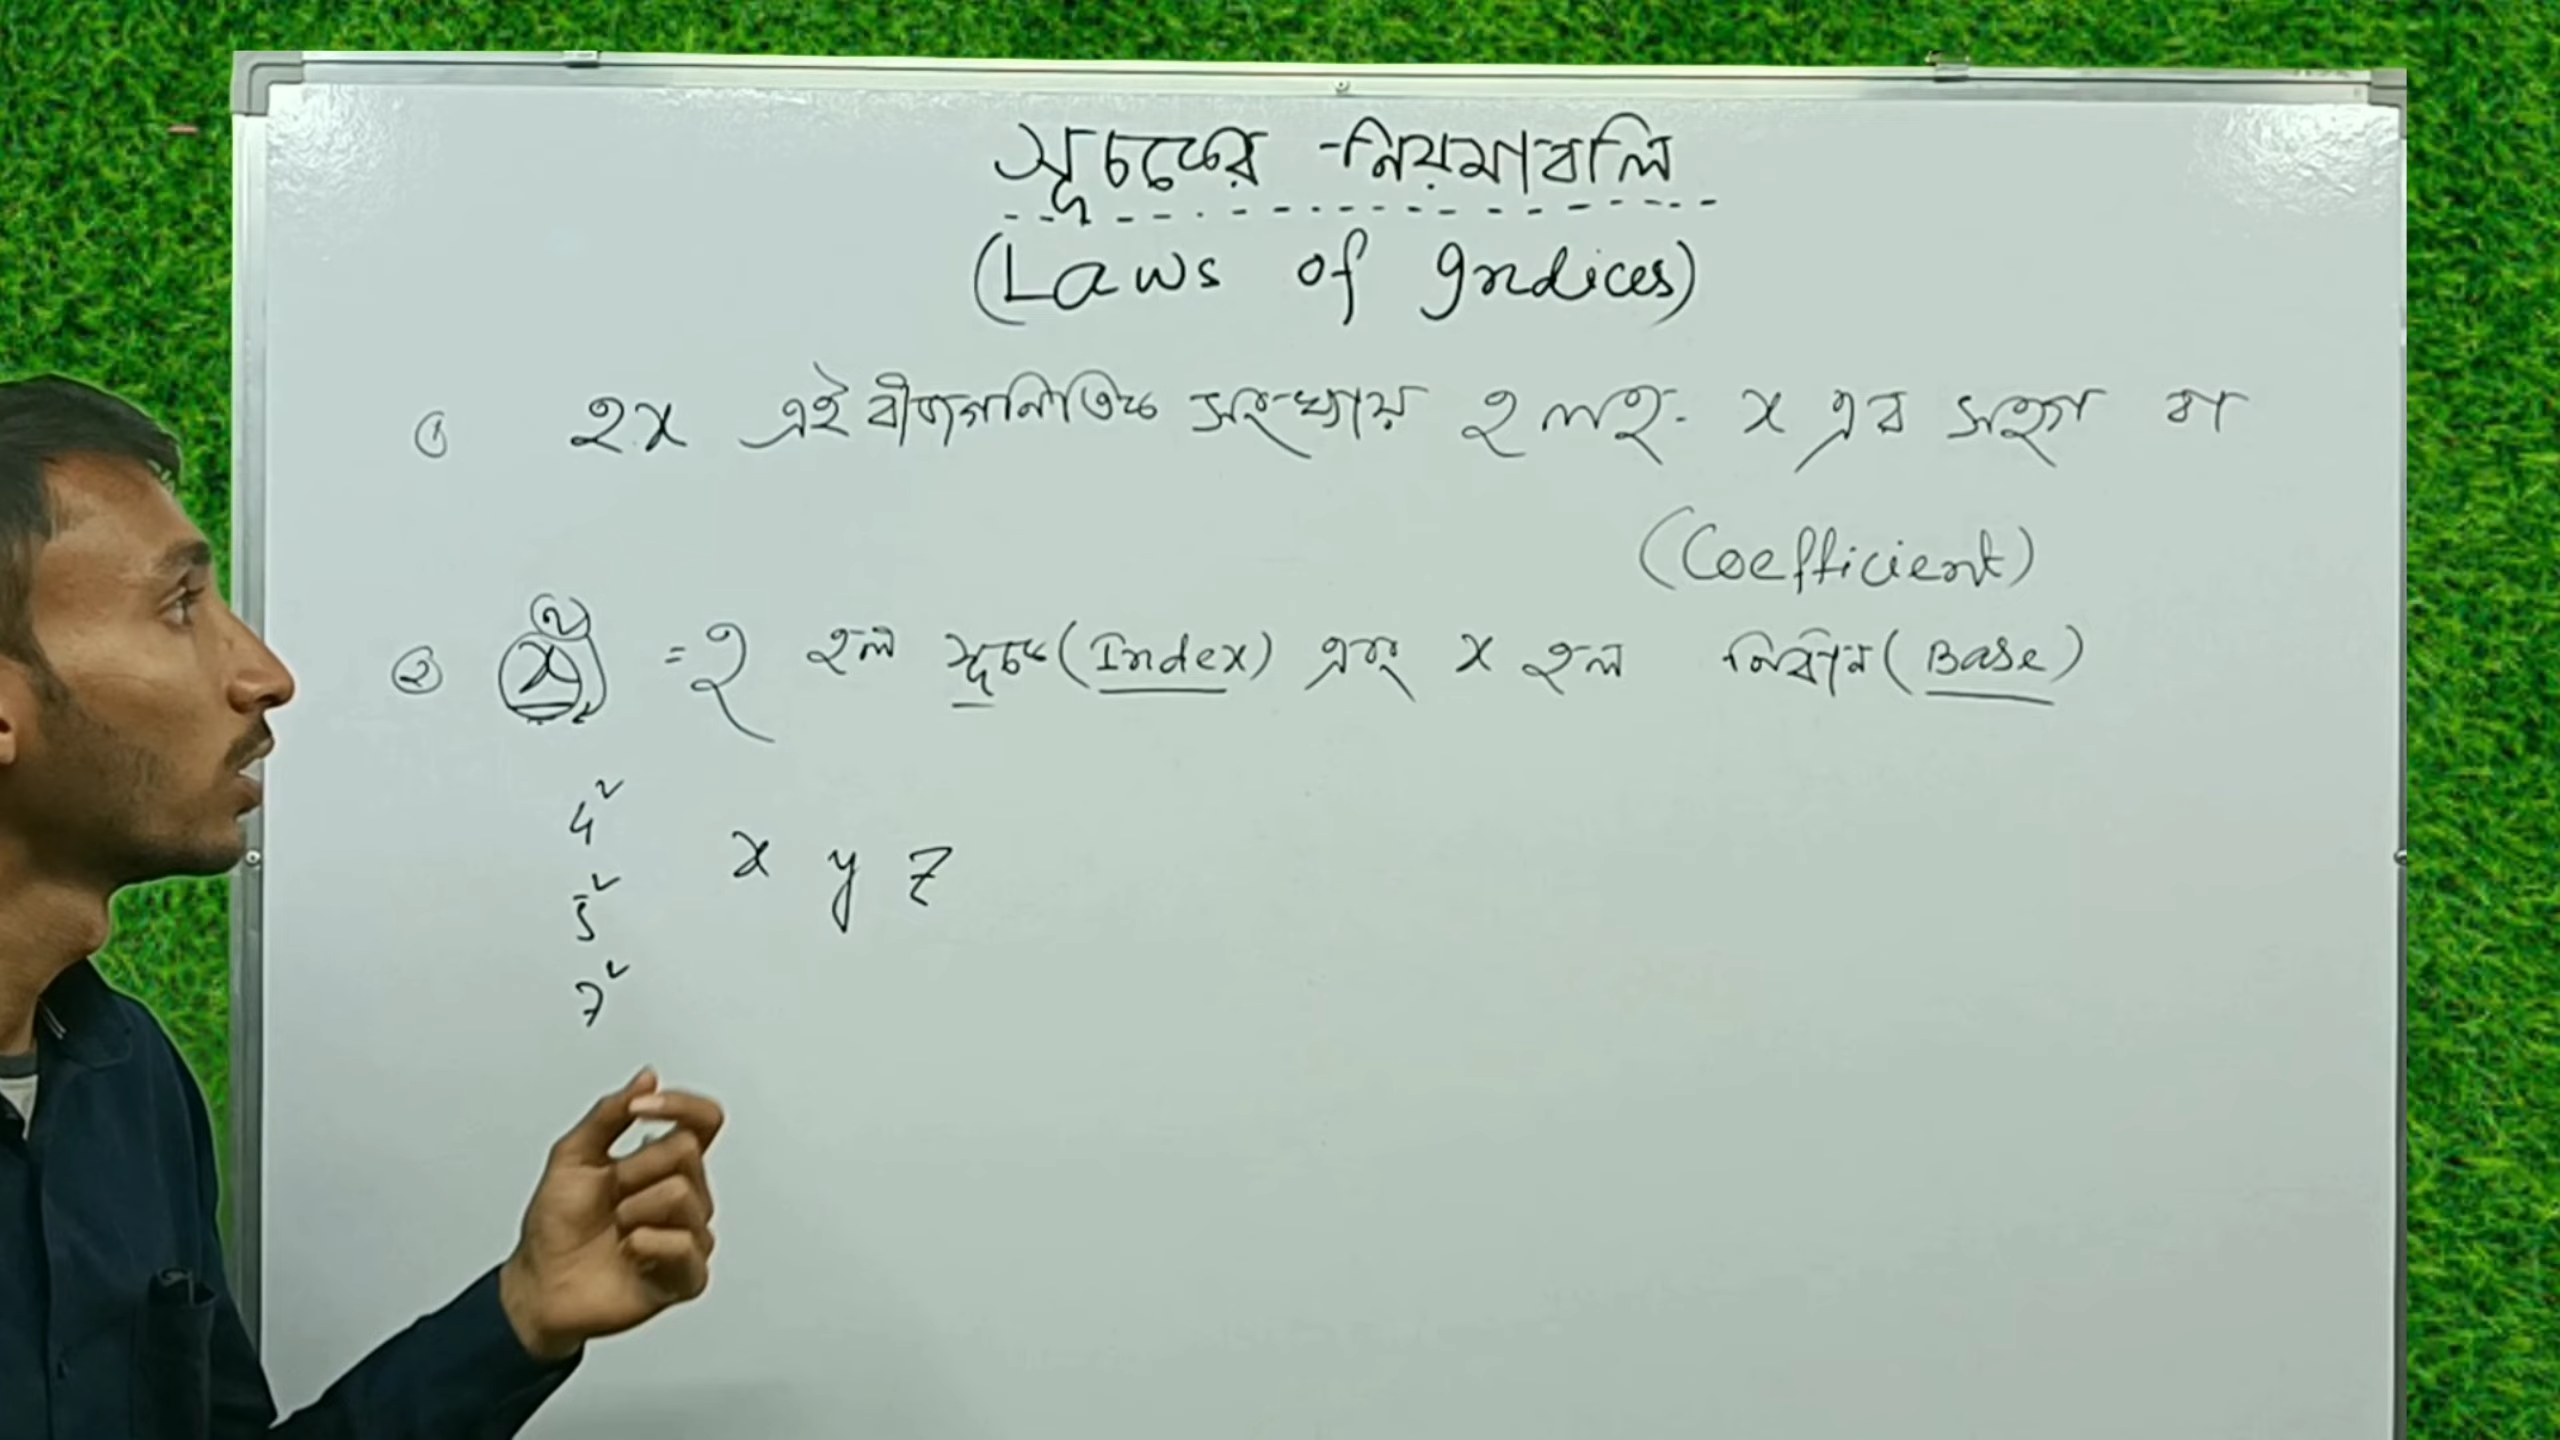 সূচকের নিয়মাবলি
(Laws of Indices)
① 2x এই বীজগানিতিক সংখ্যায় 2 x এর সহগ বা
(Coefficient)
② x² = 2 হল সূচক (Index) এবং x হল নিধান (Base)
4²
x y z
5²
7²